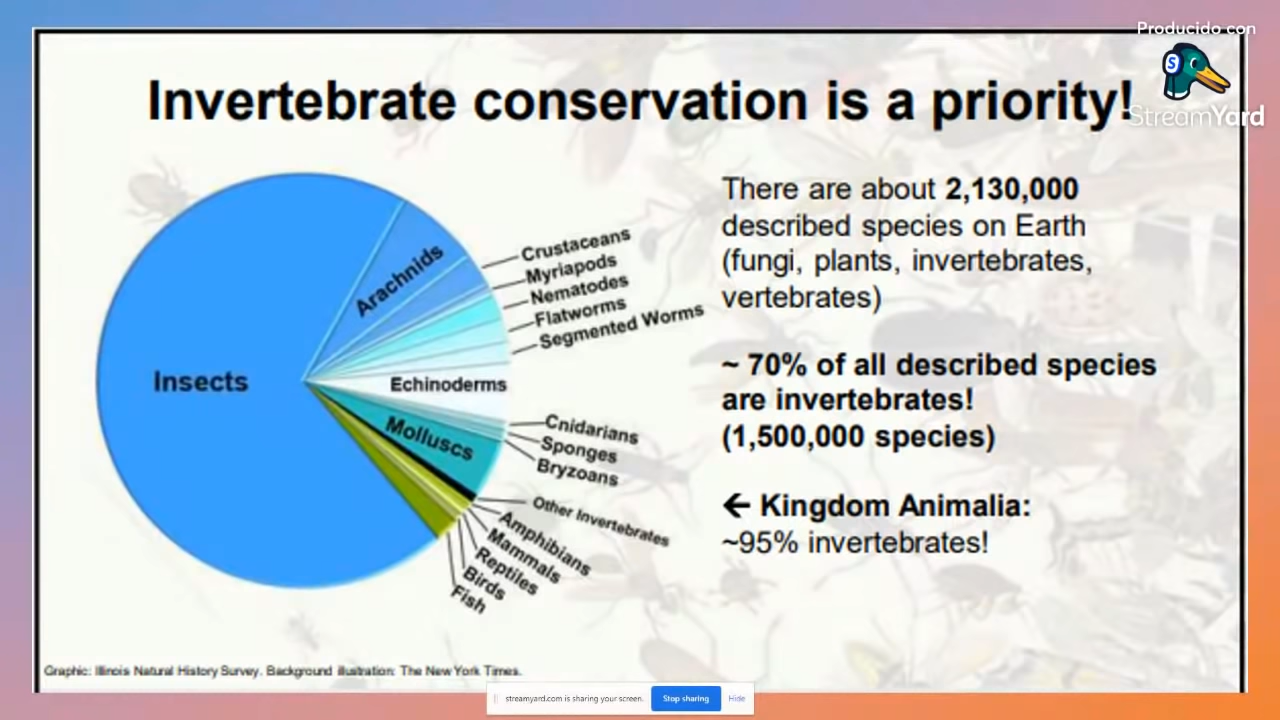 Producido con
StreamYard
Invertebrate conservation is a priority!
Insects
Arachnids
Crustaceans
Myriapods
Nematodes
Flatworms
Segmented Worms
Echinoderms
Cnidarians
Sponges
Bryzoans
Molluscs
Other Invertebrates
Amphibians
Mammals
Reptiles
Birds
Fish
There are about 2,130,000
described species on Earth
(fungi, plants, invertebrates,
vertebrates)
~ 70% of all described species
are invertebrates!
(1,500,000 species)
← Kingdom Animalia:
~95% invertebrates!
Graphic: Illinois Natural History Survey. Background illustration: The New York Times.
streamyard.com is sharing your screen.
Stop sharing
Hide